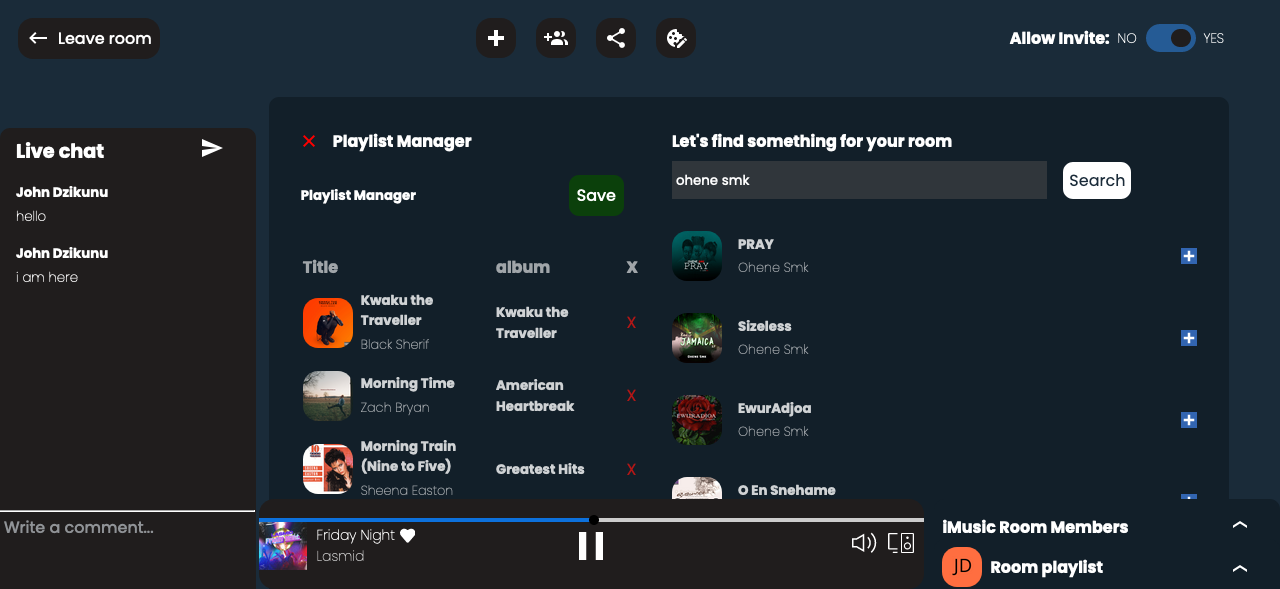 Leave room
Allow Invite: NO YES
Live chat
John Dzikunu
hello
John Dzikunu
i am here
Write a comment...
Playlist Manager
Playlist Manager
Save
Title album X
Kwaku the
Traveller
Black Sherif
Kwaku the
Traveller
X
Morning Time
Zach Bryan
American
Heartbreak
X
Morning Train
(Nine to Five)
Sheena Easton
Greatest Hits
X
Let's find something for your room
ohene smk
Search
PRAY
PRAY
Ohene Smk
JAMAICA
Sizeless
Ohene Smk
EWURADJOA
EwurAdjoa
Ohene Smk
O En Snehame
Friday Night
Lasmid
iMusic Room Members
JD
Room playlist